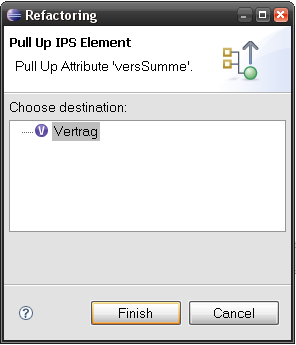 Refactoring
Pull Up IPS Element
Pull Up Attribute 'versSumme'.
Choose destination:
V Vertrag
?
Finish
Cancel